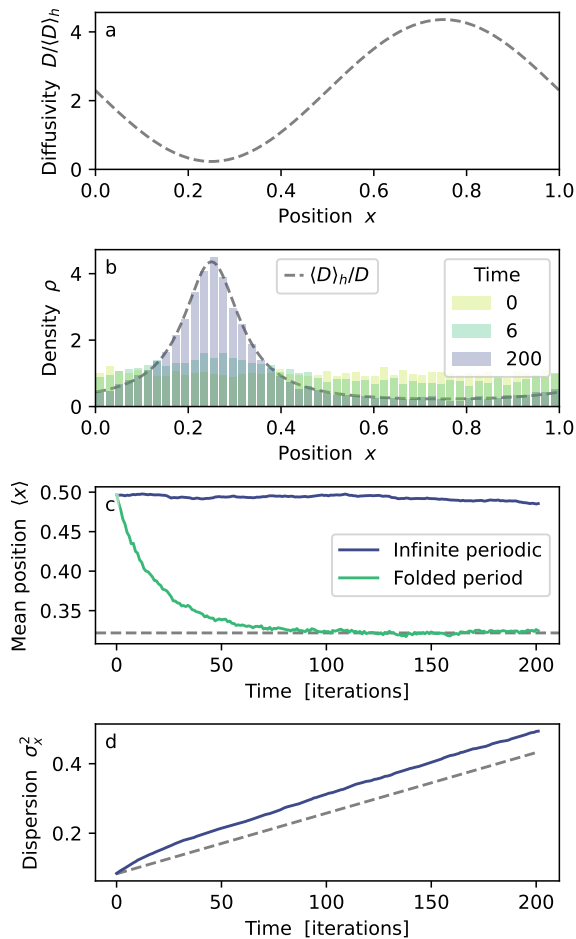 a
Diffusivity D/⟨D⟩ₕ
4
2
0
0.0 0.2 0.4 0.6 0.8 1.0
Position x
b
⟨D⟩ₕ/D
Time
0
6
200
Density ρ
4
2
0
0.0 0.2 0.4 0.6 0.8 1.0
Position x
c
Infinite periodic
Folded period
Mean position ⟨x⟩
0.50
0.45
0.40
0.35
0 50 100 150 200
Time [iterations]
d
Dispersion σₓ²
0.4
0.2
0 50 100 150 200
Time [iterations]